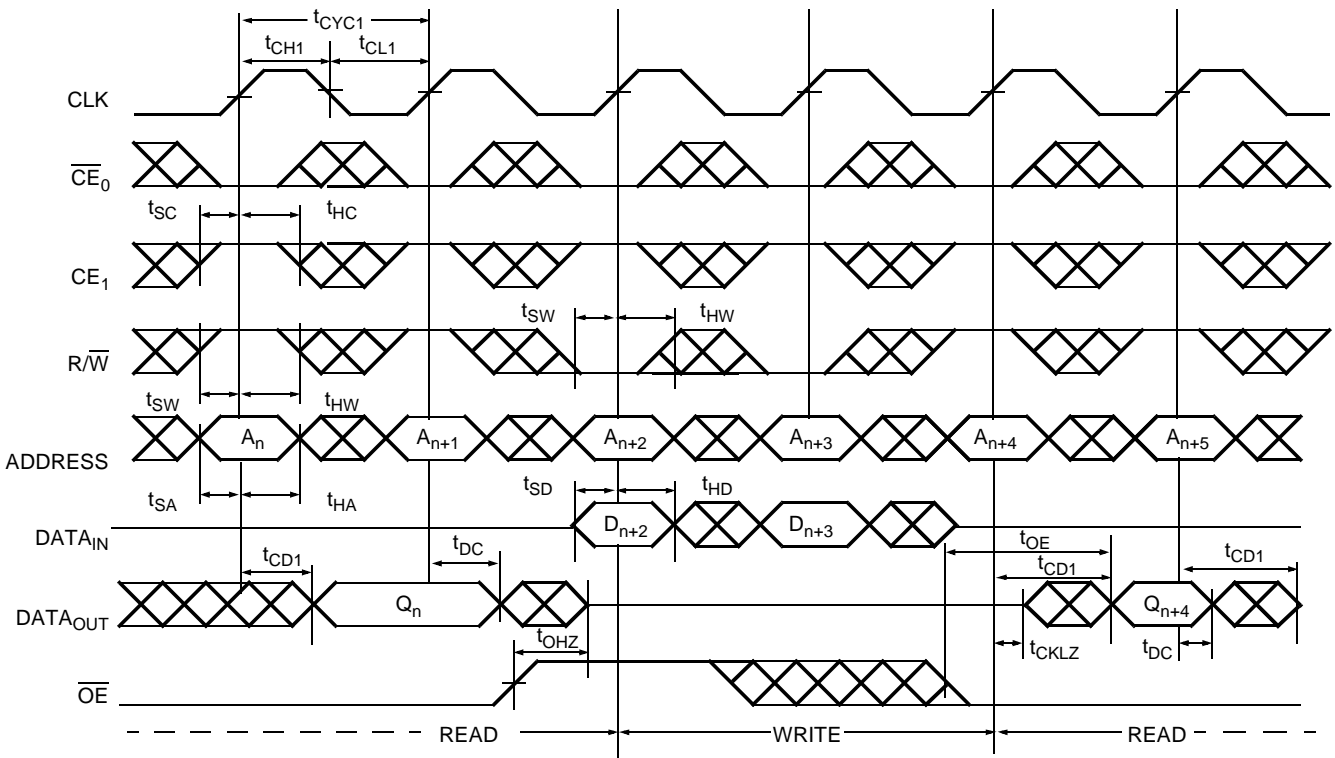 tCYC1
tCH1 tCL1
CLK
CE0
tSC tHC
CE1
tSW tHW
R/W
tSW tHW
An An+1 An+2 An+3 An+4 An+5
ADDRESS
tSA tHA tSD tHD
Dn+2 Dn+3
DATAIN
tOE
tCD1 tDC tCD1 tCD1
Qn Qn+4
DATAOUT
tOHZ tCKLZ tDC
OE
READ WRITE READ